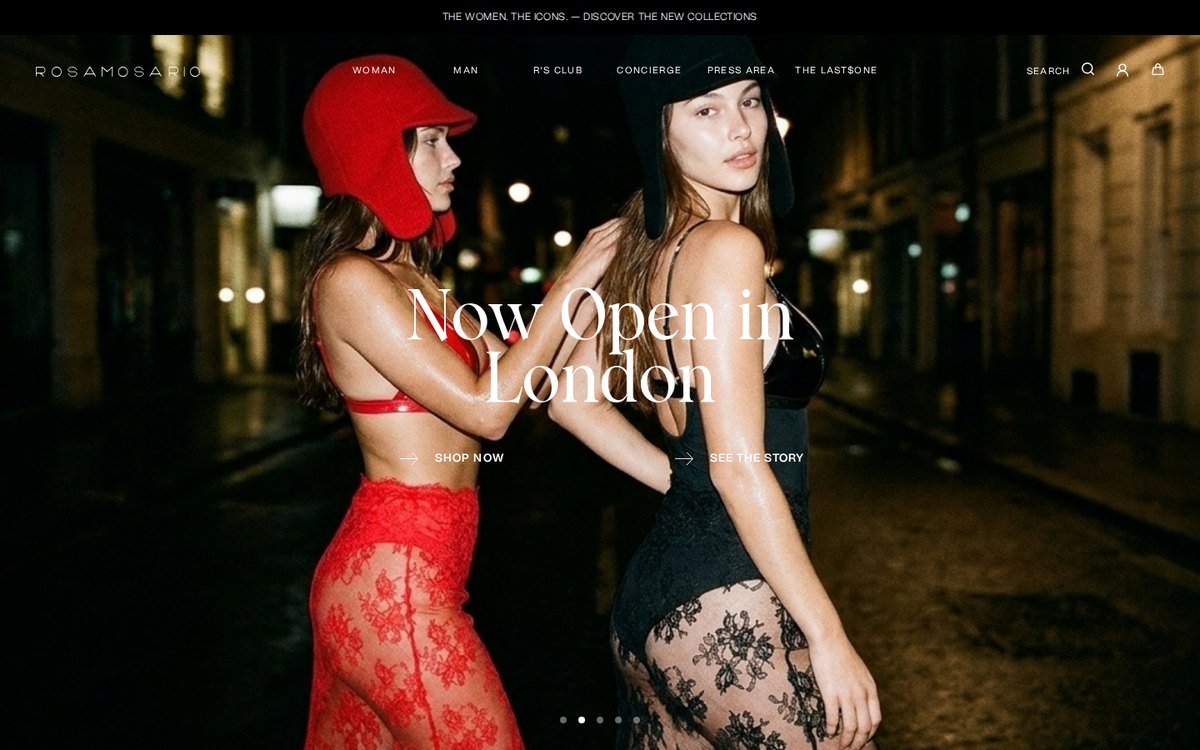 THE WOMEN. THE ICONS. — DISCOVER THE NEW COLLECTIONS
ROSAMOSARIO
WOMAN
MAN
R'S CLUB
CONCIERGE
PRESS AREA
THE LAST$ONE
SEARCH
Now Open in
London
SHOP NOW
SEE THE STORY